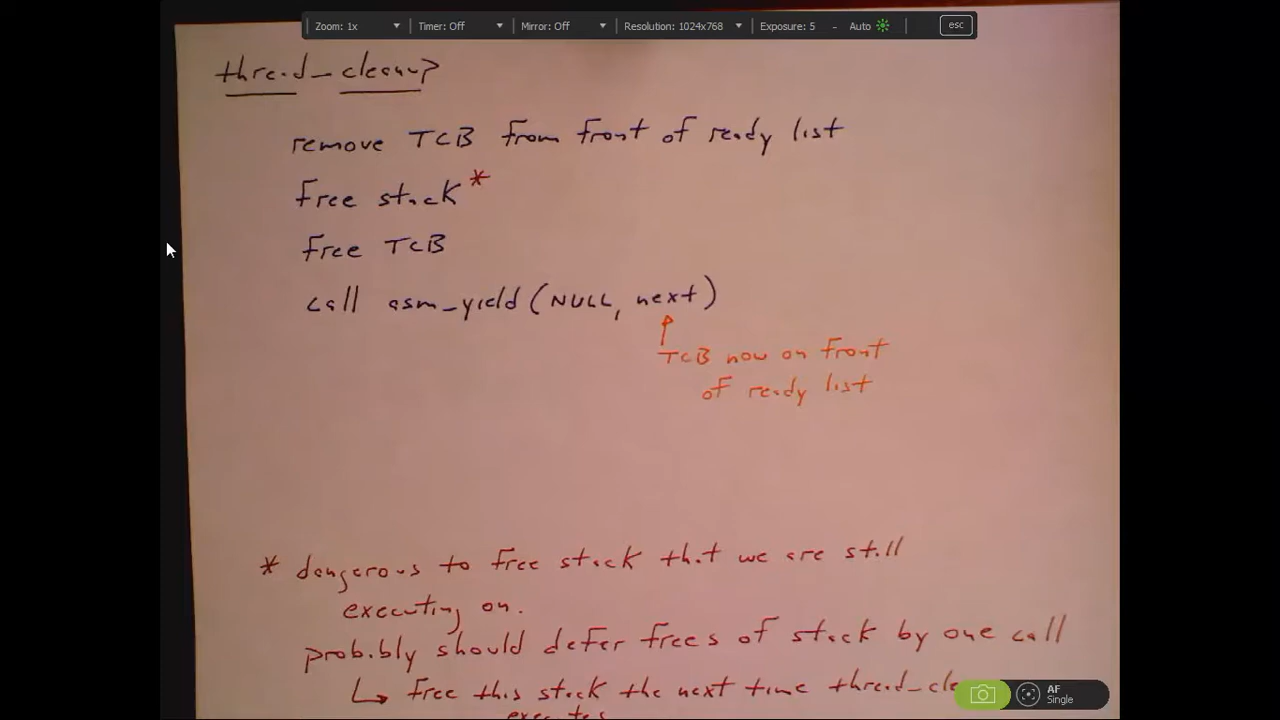 Zoom: 1x Timer: Off Mirror: Off Resolution: 1024x768 Exposure: 5 - Auto esc
thread_cleanup
remove TCB from front of ready list
free stack *
free TCB
call asm_yield(NULL, next)
TCB now on front
of ready list
* dangerous to free stack that we are still
executing on.
probably should defer frees of stack by one call
↳ free this stack the next time thread_cle
executes
AF
Single